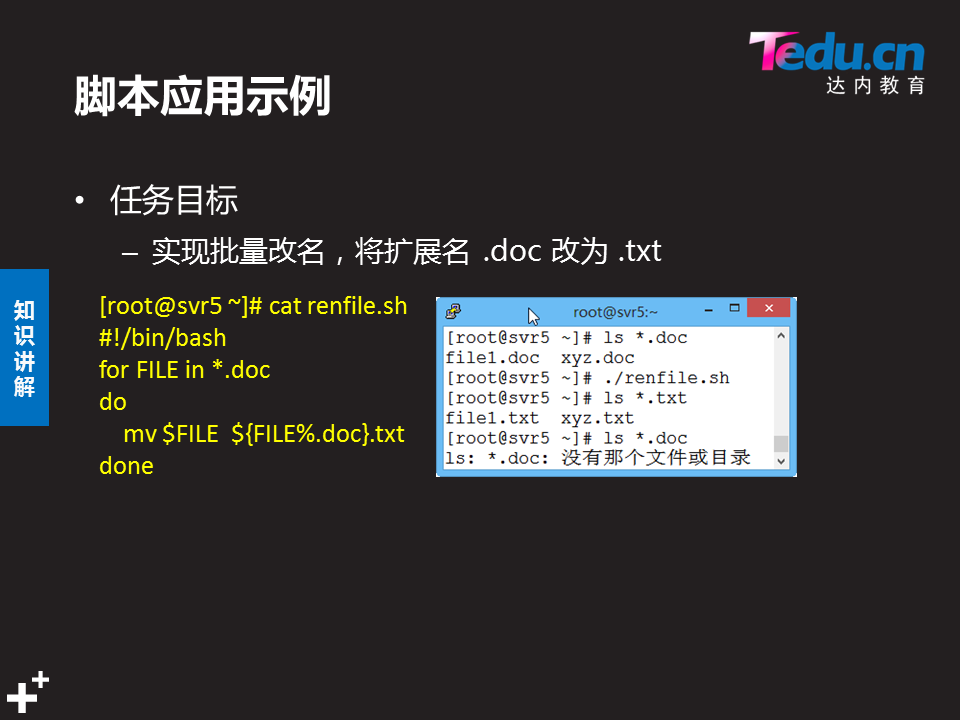 Tedu.cn
达内教育
脚本应用示例
• 任务目标
– 实现批量改名，将扩展名 .doc 改为 .txt
知识讲解
[root@svr5 ~]# cat renfile.sh
#!/bin/bash
for FILE in *.doc
do
mv $FILE ${FILE%.doc}.txt
done
root@svr5:~
[root@svr5 ~]# ls *.doc
file1.doc xyz.doc
[root@svr5 ~]# ./renfile.sh
[root@svr5 ~]# ls *.txt
file1.txt xyz.txt
[root@svr5 ~]# ls *.doc
ls: *.doc: 没有那个文件或目录